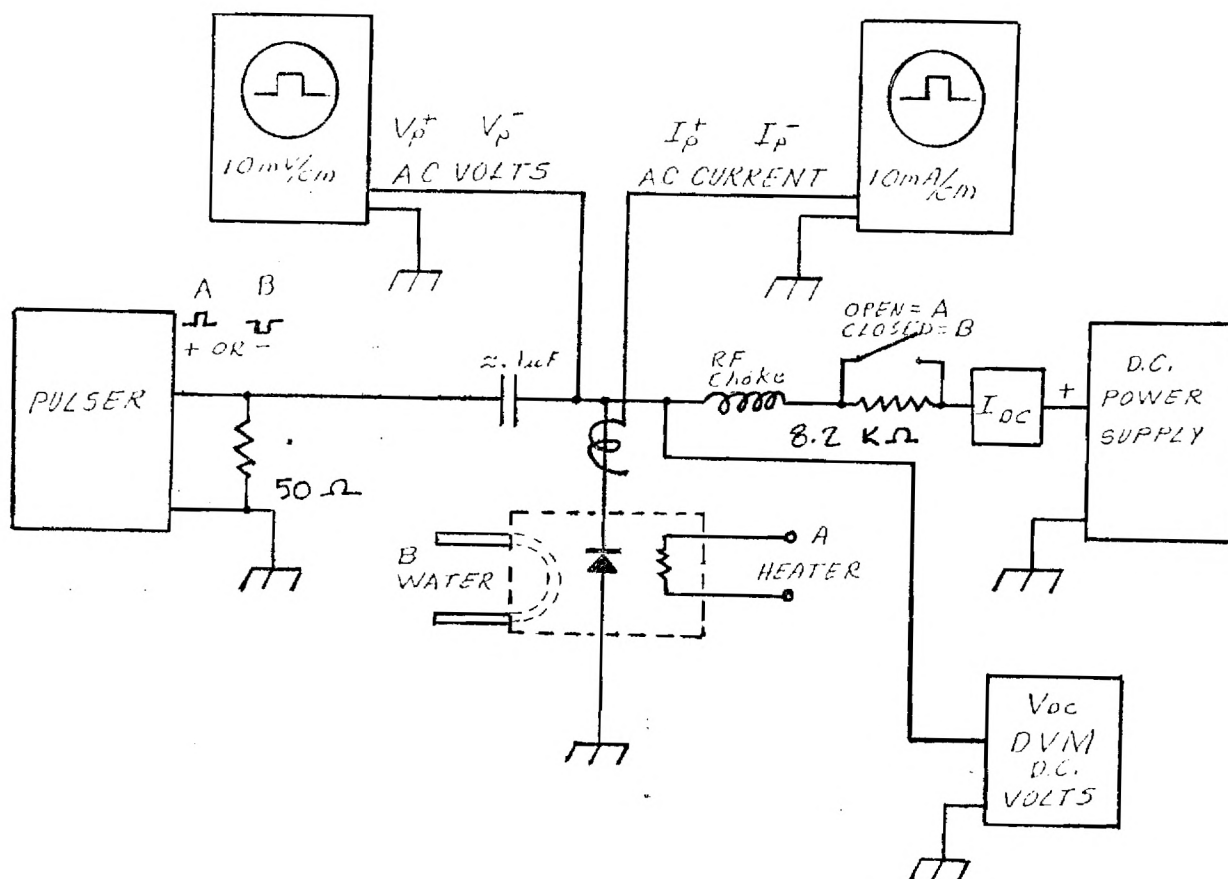 10mV/cm
Vp+ Vp-
AC VOLTS
Ip+ Ip-
AC CURRENT
10mA/cm
A B
+ OR -
PULSER
50 Ω
≈.1uF
RF
Choke
OPEN = A
CLOSED = B
8.2 KΩ
IDC
+
D.C.
POWER
SUPPLY
B
WATER
A
HEATER
VDC
DVM
D.C.
VOLTS